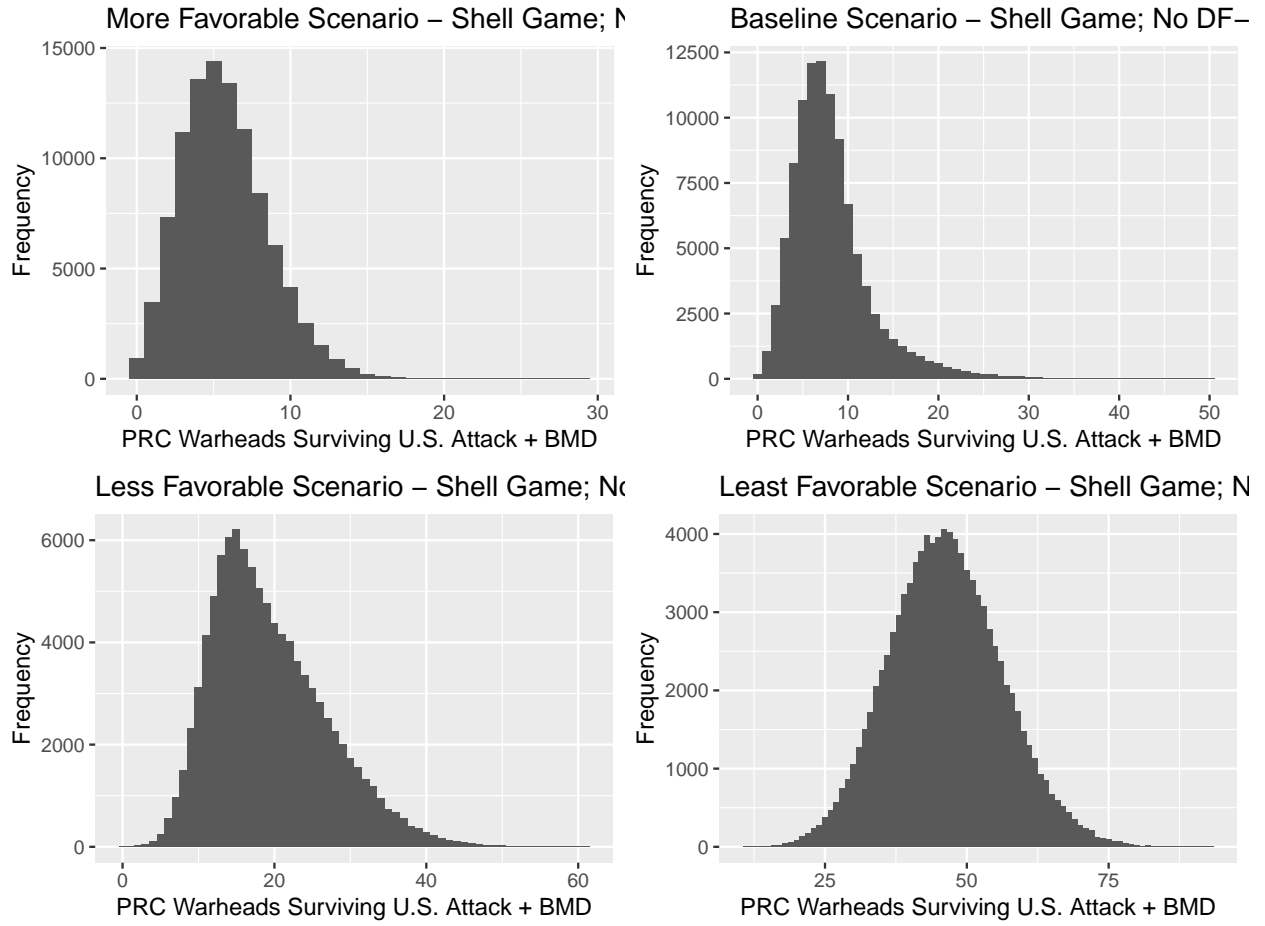 More Favorable Scenario – Shell Game;
15000
10000
5000
0
Frequency
0 10 20 30
PRC Warheads Surviving U.S. Attack + BMD
Baseline Scenario – Shell Game; No DF–
12500
10000
7500
5000
2500
0
Frequency
0 10 20 30 40 50
PRC Warheads Surviving U.S. Attack + BMD
Less Favorable Scenario – Shell Game;
6000
4000
2000
0
Frequency
0 20 40 60
PRC Warheads Surviving U.S. Attack + BMD
Least Favorable Scenario – Shell Game;
4000
3000
2000
1000
0
Frequency
25 50 75
PRC Warheads Surviving U.S. Attack + BMD